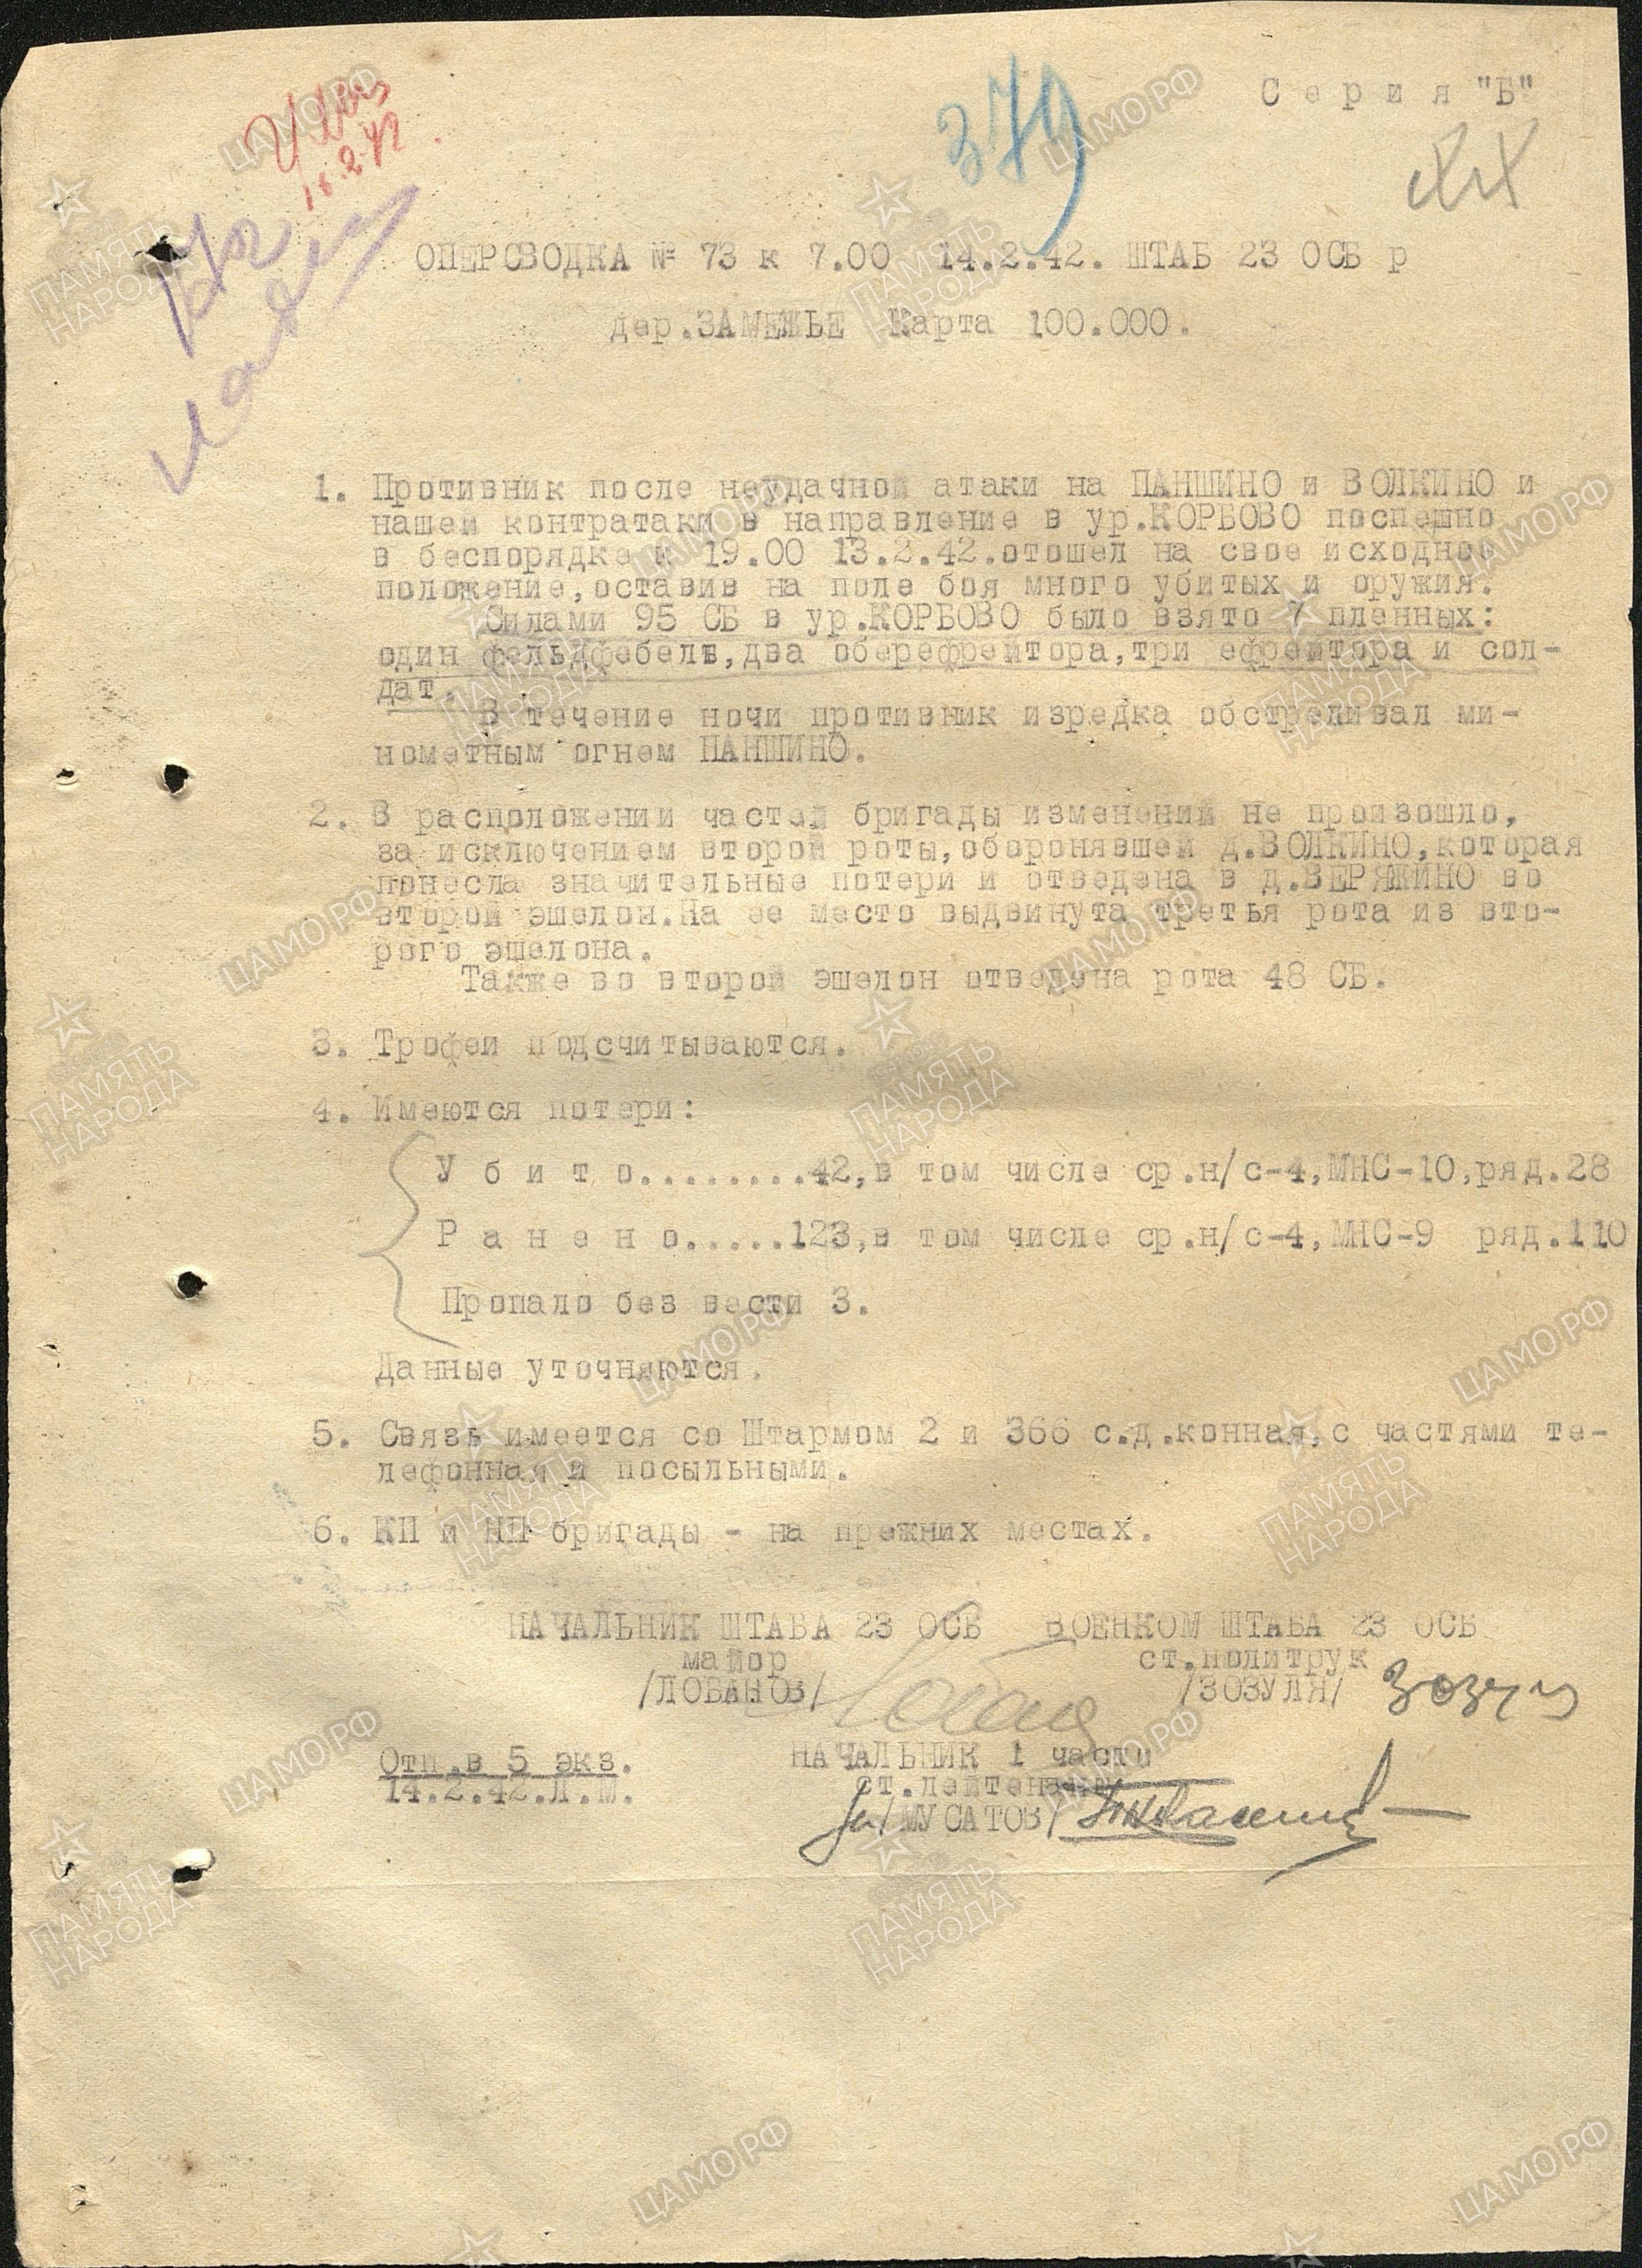 Серия "Б"
379
ОПЕРСВОДКА № 73 к 7.00 14.2.42. ШТАБ 23 ОСБ р
дер.ЗАМЕЖЬЕ Карта 100.000.
1. Противник после неудачной атаки на ПАНШИНО и ВОЛКИНО и
нашей контратаки в направление в ур.КОРБОВО поспешно
в беспорядке к 19.00 13.2.42.отошел на свое исходное
положение,оставив на поле боя много убитых и оружия.
Силами 95 СБ в ур.КОРБОВО было взято 7 пленных:
один фельдфебель,два оберефрейтора,три ефрейтора и сол-
дат.
В течение ночи противник изредка обстреливал ми-
нометным огнем ПАНШИНО.
2. В расположении частей бригады изменений не произошло,
за исключением второй роты,оборонявшей д.ВОЛКИНО,которая
понесла значительные потери и отведена в д.ВЕРЯЖИНО во
второй эшелон.На ее место выдвинута третья рота из вто-
рого эшелона.
Также во второй эшелон отведена рота 48 СБ.
3. Трофеи подсчитываются.
4. Имеются потери:
У б и т о.........42,в том числе ср.н/с-4,МНС-10,ряд.28
Р а н е н о.....123,в том числе ср.н/с-4,МНС-9 ряд.110
Пропало без вести 3.
Данные уточняются.
5. Связь имеется со Штармом 2 и 366 с.д.конная,с частями те-
лефонная и посыльными.
6. КП и НП бригады - на прежних местах.
НАЧАЛЬНИК ШТАБА 23 ОСБ ВОЕНКОМ ШТАБА 23 ОСБ
майор ст.политрук
/ЛОБАНОВ/ /ЗОЗУЛЯ/
НАЧАЛЬНИК 1 части
Отп.в 5 экз. ст.лейтенант
14.2.42.Л.М. /МУСАТОВ/